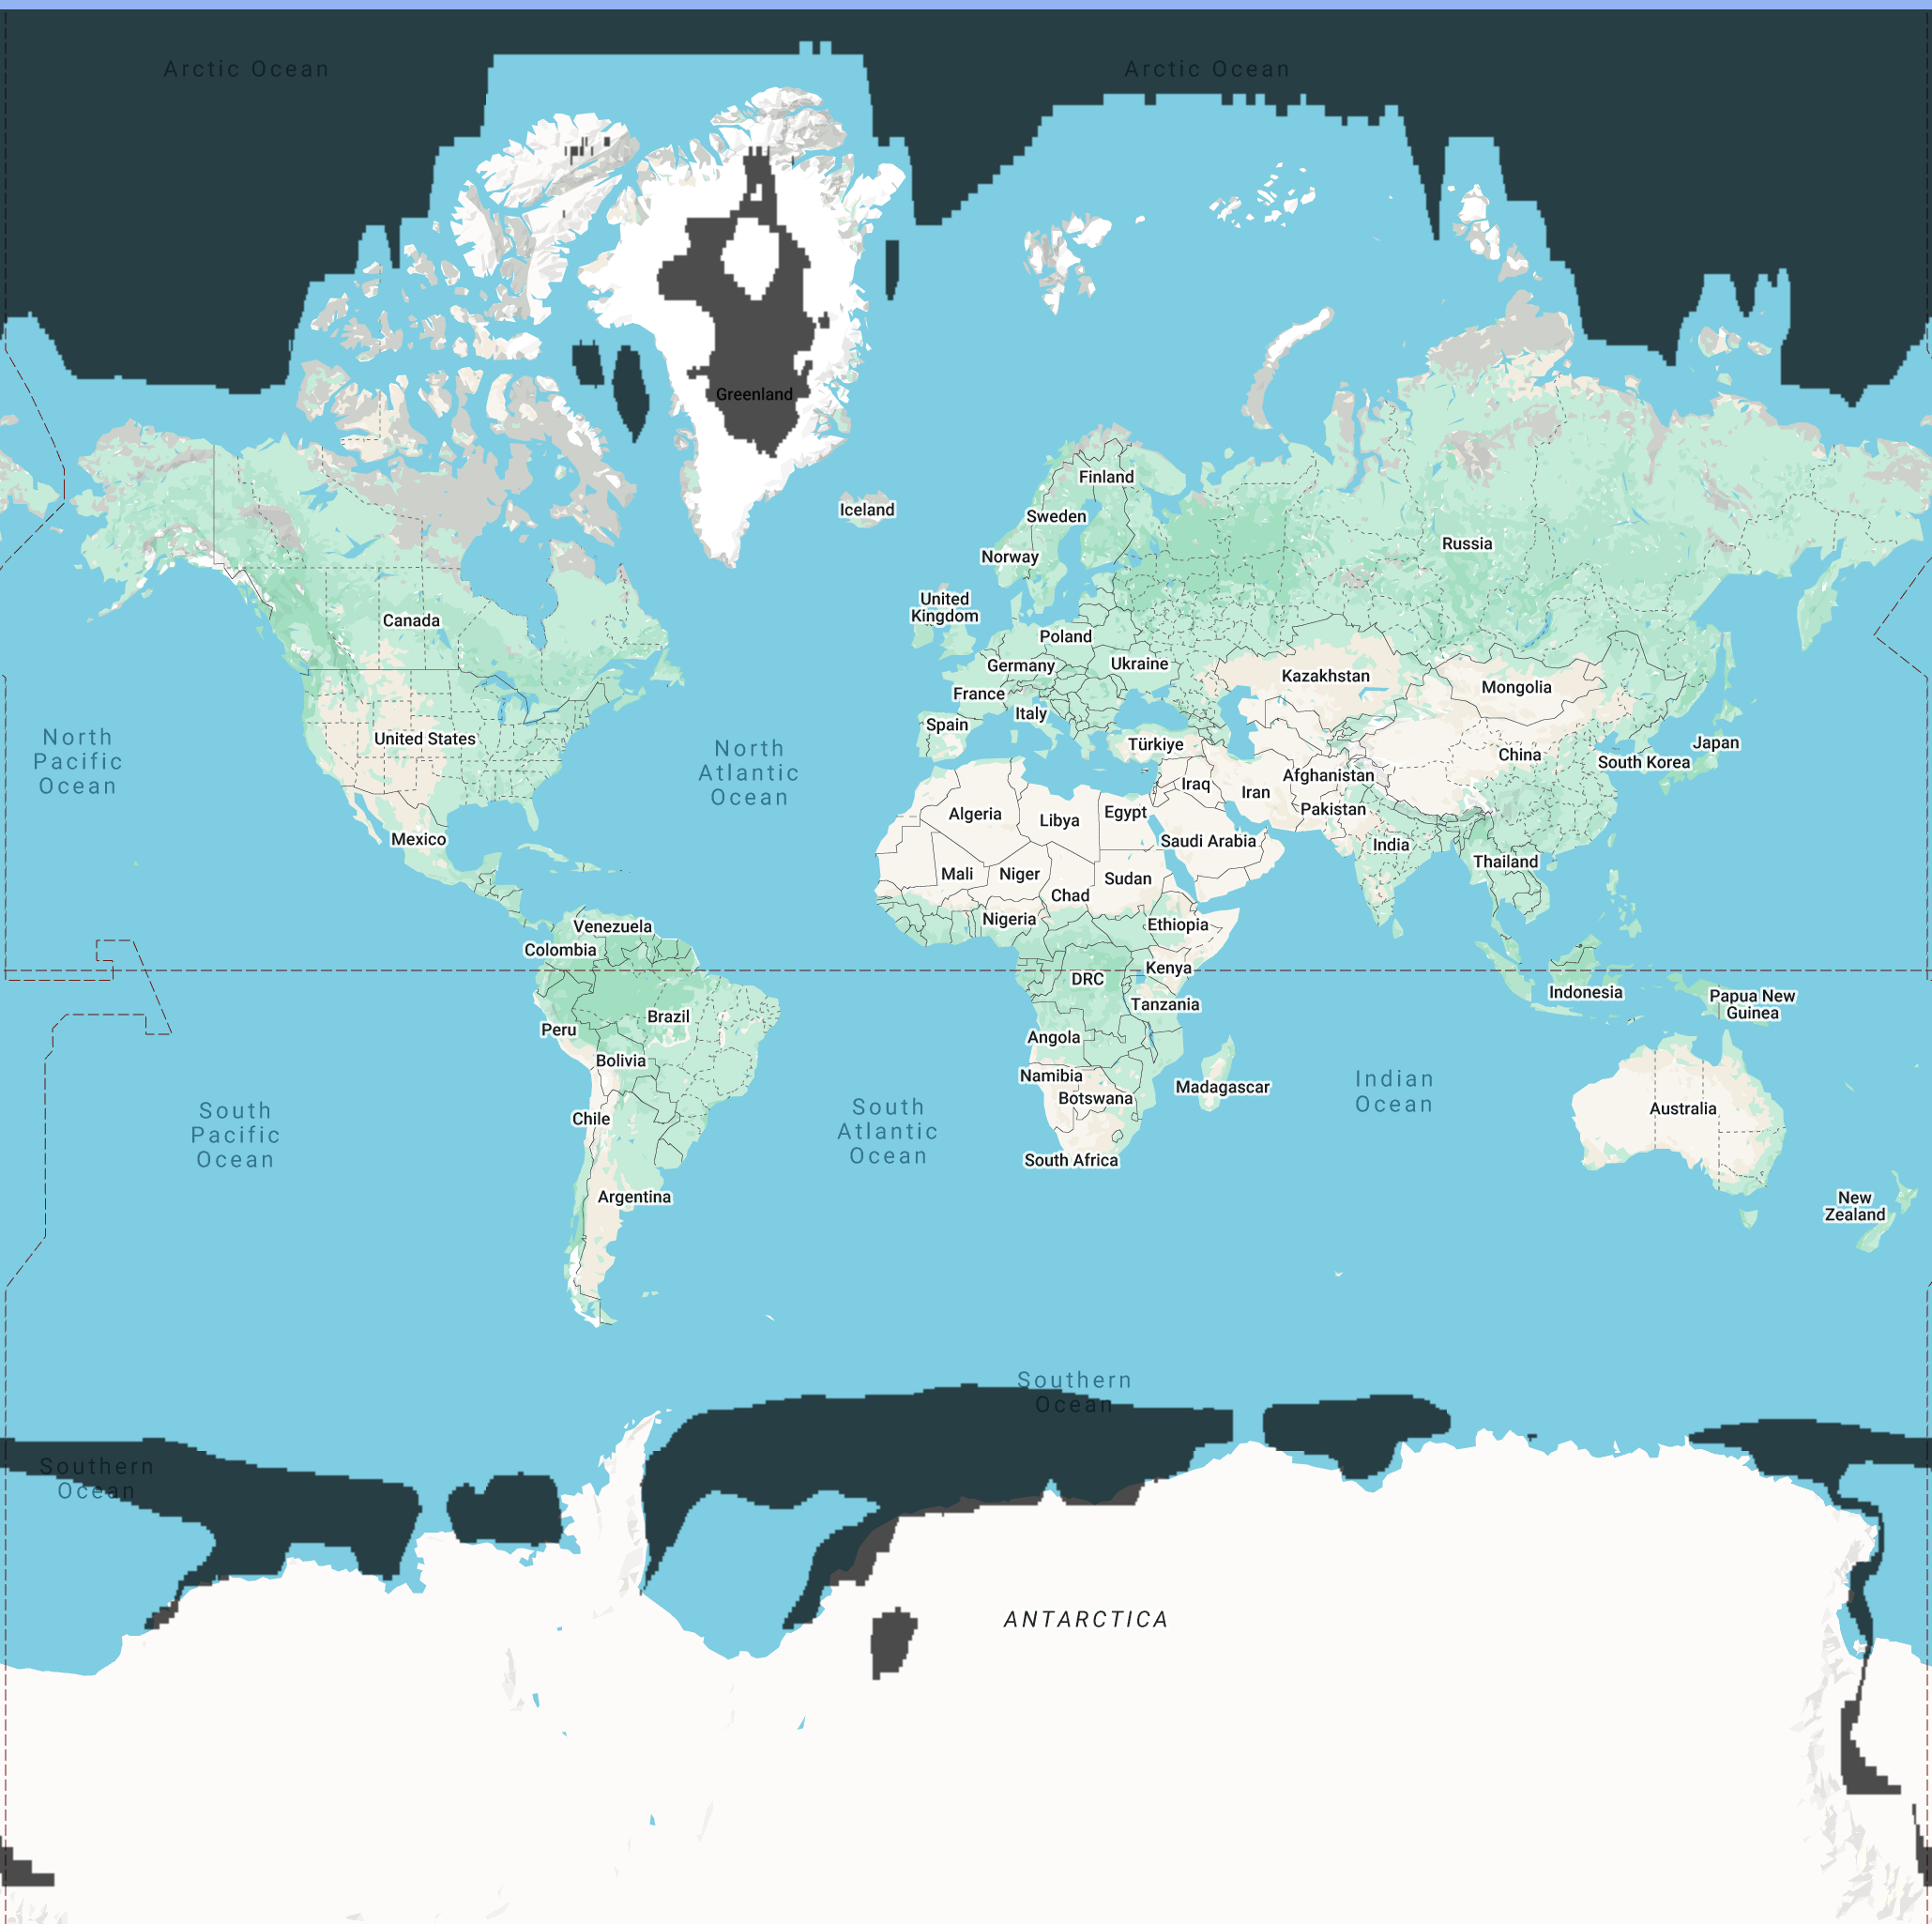 Arctic Ocean
Arctic Ocean
Greenland
Finland
Iceland
Sweden
Norway
Russia
United
Kingdom
Canada
Poland
Germany
Ukraine
Kazakhstan
Mongolia
France
Italy
Spain
North
Pacific
Ocean
United States
North
Atlantic
Ocean
Türkiye
Japan
China
South Korea
Afghanistan
Iraq
Iran
Pakistan
Algeria
Libya
Egypt
Mexico
Saudi Arabia
India
Thailand
Mali
Niger
Sudan
Chad
Nigeria
Ethiopia
Venezuela
Colombia
Kenya
DRC
Indonesia
Papua New
Guinea
Tanzania
Brazil
Peru
Angola
Bolivia
Namibia
Madagascar
Indian
Ocean
Botswana
Australia
South
Pacific
Ocean
Chile
South
Atlantic
Ocean
South Africa
Argentina
New
Zealand
Southern
Ocean
Southern
Ocean
ANTARCTICA